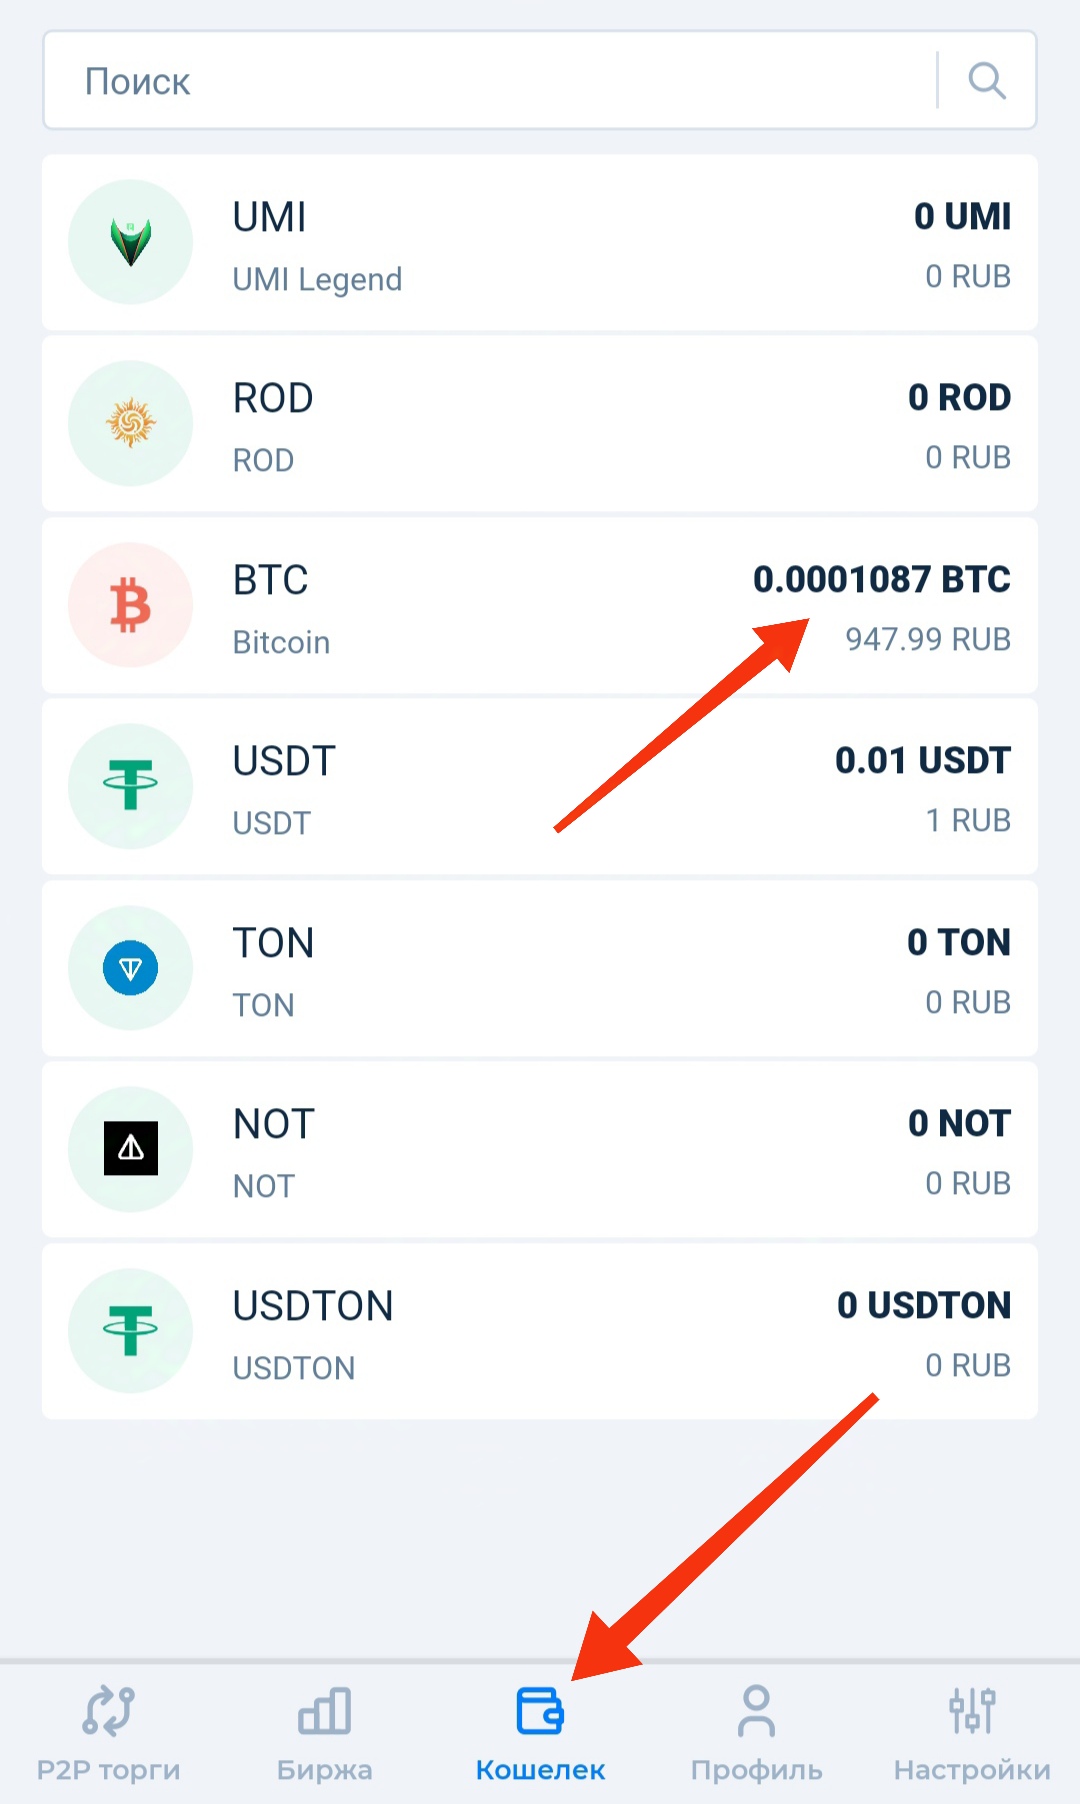 Поиск
UMI
0 UMI
UMI Legend
0 RUB
ROD
0 ROD
ROD
0 RUB
BTC
0.0001087 BTC
Bitcoin
947.99 RUB
USDT
0.01 USDT
USDT
1 RUB
TON
0 TON
TON
0 RUB
NOT
0 NOT
NOT
0 RUB
USDTON
0 USDTON
USDTON
0 RUB
P2P торги
Биржа
Кошелек
Профиль
Настройки